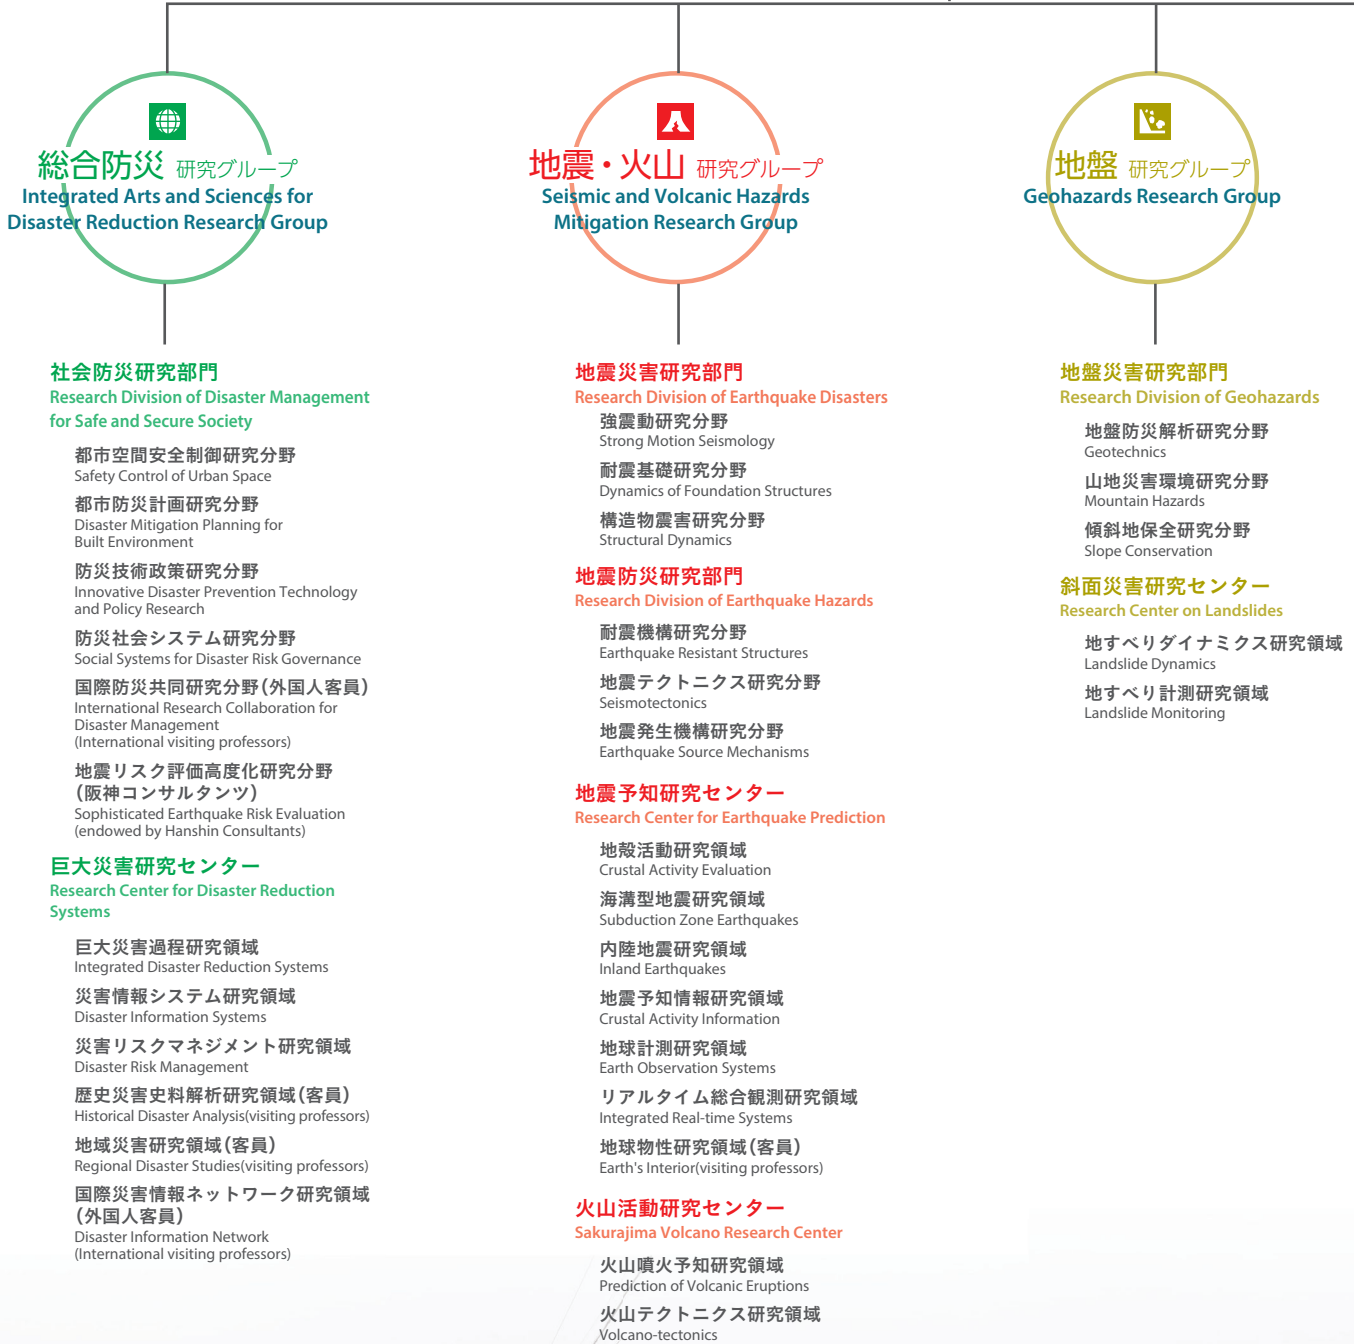 総合防災 研究グループ
Integrated Arts and Sciences for
Disaster Reduction Research Group
社会防災研究部門
Research Division of Disaster Management
for Safe and Secure Society
都市空間安全制御研究分野
Safety Control of Urban Space
都市防災計画研究分野
Disaster Mitigation Planning for
Built Environment
防災技術政策研究分野
Innovative Disaster Prevention Technology
and Policy Research
防災社会システム研究分野
Social Systems for Disaster Risk Governance
国際防災共同研究分野(外国人客員)
International Research Collaboration for
Disaster Management
(International visiting professors)
地震リスク評価高度化研究分野
(阪神コンサルタンツ)
Sophisticated Earthquake Risk Evaluation
(endowed by Hanshin Consultants)
巨大災害研究センター
Research Center for Disaster Reduction
Systems
巨大災害過程研究領域
Integrated Disaster Reduction Systems
災害情報システム研究領域
Disaster Information Systems
災害リスクマネジメント研究領域
Disaster Risk Management
歴史災害史料解析研究領域(客員)
Historical Disaster Analysis(visiting professors)
地域災害研究領域(客員)
Regional Disaster Studies(visiting professors)
国際災害情報ネットワーク研究領域
(外国人客員)
Disaster Information Network
(International visiting professors)
地震・火山 研究グループ
Seismic and Volcanic Hazards
Mitigation Research Group
地震災害研究部門
Research Division of Earthquake Disasters
強震動研究分野
Strong Motion Seismology
耐震基礎研究分野
Dynamics of Foundation Structures
構造物震害研究分野
Structural Dynamics
地震防災研究部門
Research Division of Earthquake Hazards
耐震機構研究分野
Earthquake Resistant Structures
地震テクトニクス研究分野
Seismotectonics
地震発生機構研究分野
Earthquake Source Mechanisms
地震予知研究センター
Research Center for Earthquake Prediction
地殻活動研究領域
Crustal Activity Evaluation
海溝型地震研究領域
Subduction Zone Earthquakes
内陸地震研究領域
Inland Earthquakes
地震予知情報研究領域
Crustal Activity Information
地球計測研究領域
Earth Observation Systems
リアルタイム総合観測研究領域
Integrated Real-time Systems
地球物性研究領域(客員)
Earth's Interior(visiting professors)
火山活動研究センター
Sakurajima Volcano Research Center
火山噴火予知研究領域
Prediction of Volcanic Eruptions
火山テクトニクス研究領域
Volcano-tectonics
地盤 研究グループ
Geohazards Research Group
地盤災害研究部門
Research Division of Geohazards
地盤防災解析研究分野
Geotechnics
山地災害環境研究分野
Mountain Hazards
傾斜地保全研究分野
Slope Conservation
斜面災害研究センター
Research Center on Landslides
地すべりダイナミクス研究領域
Landslide Dynamics
地すべり計測研究領域
Landslide Monitoring